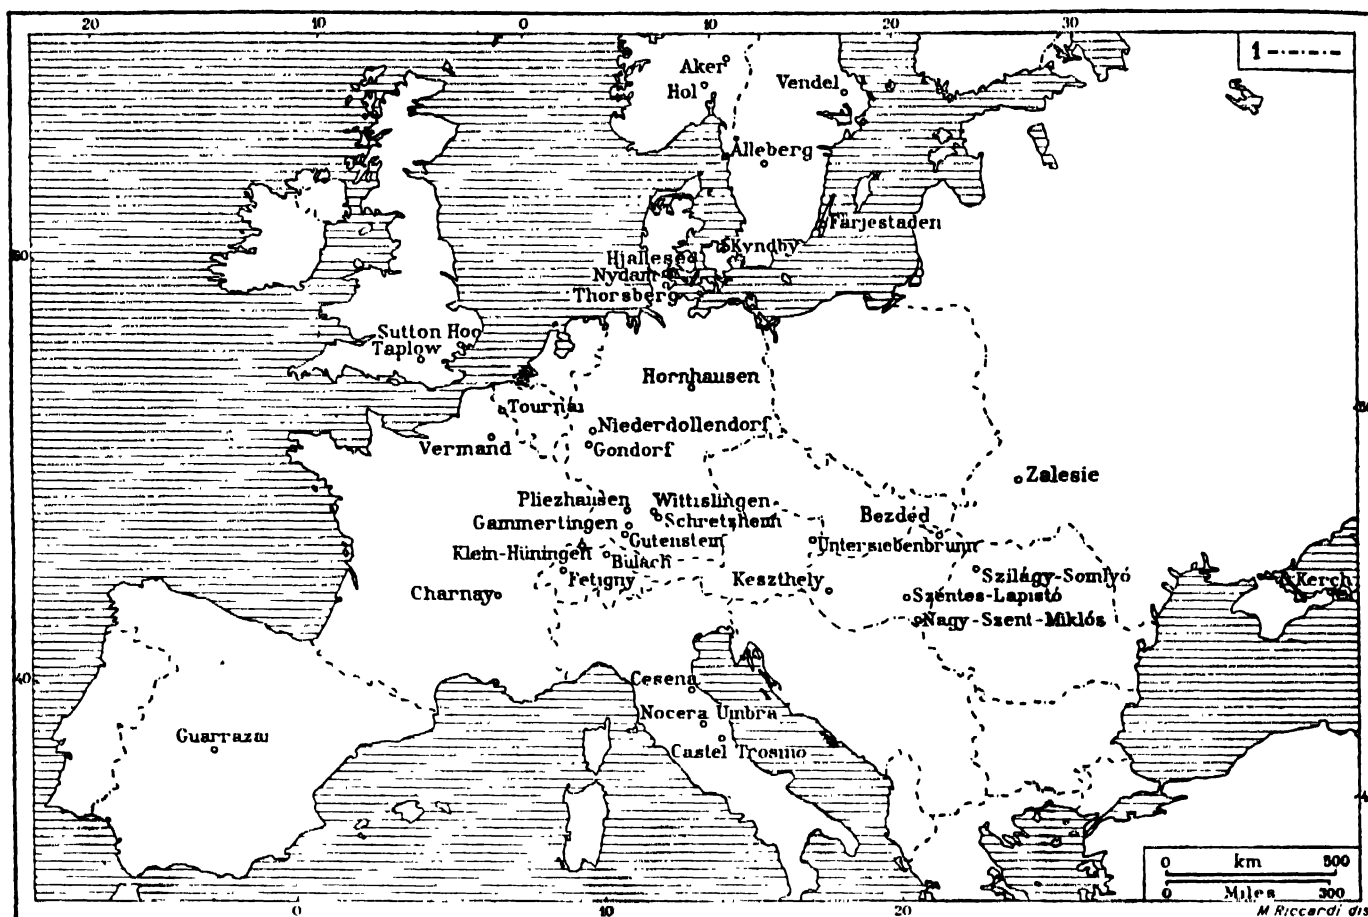 20 10 0 10 20 30
1
Aker
Hol
Vendel
Alleberg
Färjestaden
Kyndby
Hjallesed
Nydam
Thorsberg
Sutton Hoo
Taplow
Hornhausen
Tournai
Niederdollendorf
Vermand
Gondorf
Zalesie
Pliezhausen
Wittislingen
Gammertingen
Schretzheim
Bezdéd
Gutenstein
Untersiebenbrunn
Klein-Hüningen
Bülach
Fetigny
Keszthely
Szilágy-Somlyó
Kerch
Charnay
Szentes-Lapistó
Nagy-Szent-Miklós
40
Cesena
Nocera Umbra
Guarrazar
Castel Trosino
0 km 500
0 Miles 300
0 10 20
M Riccardi dis